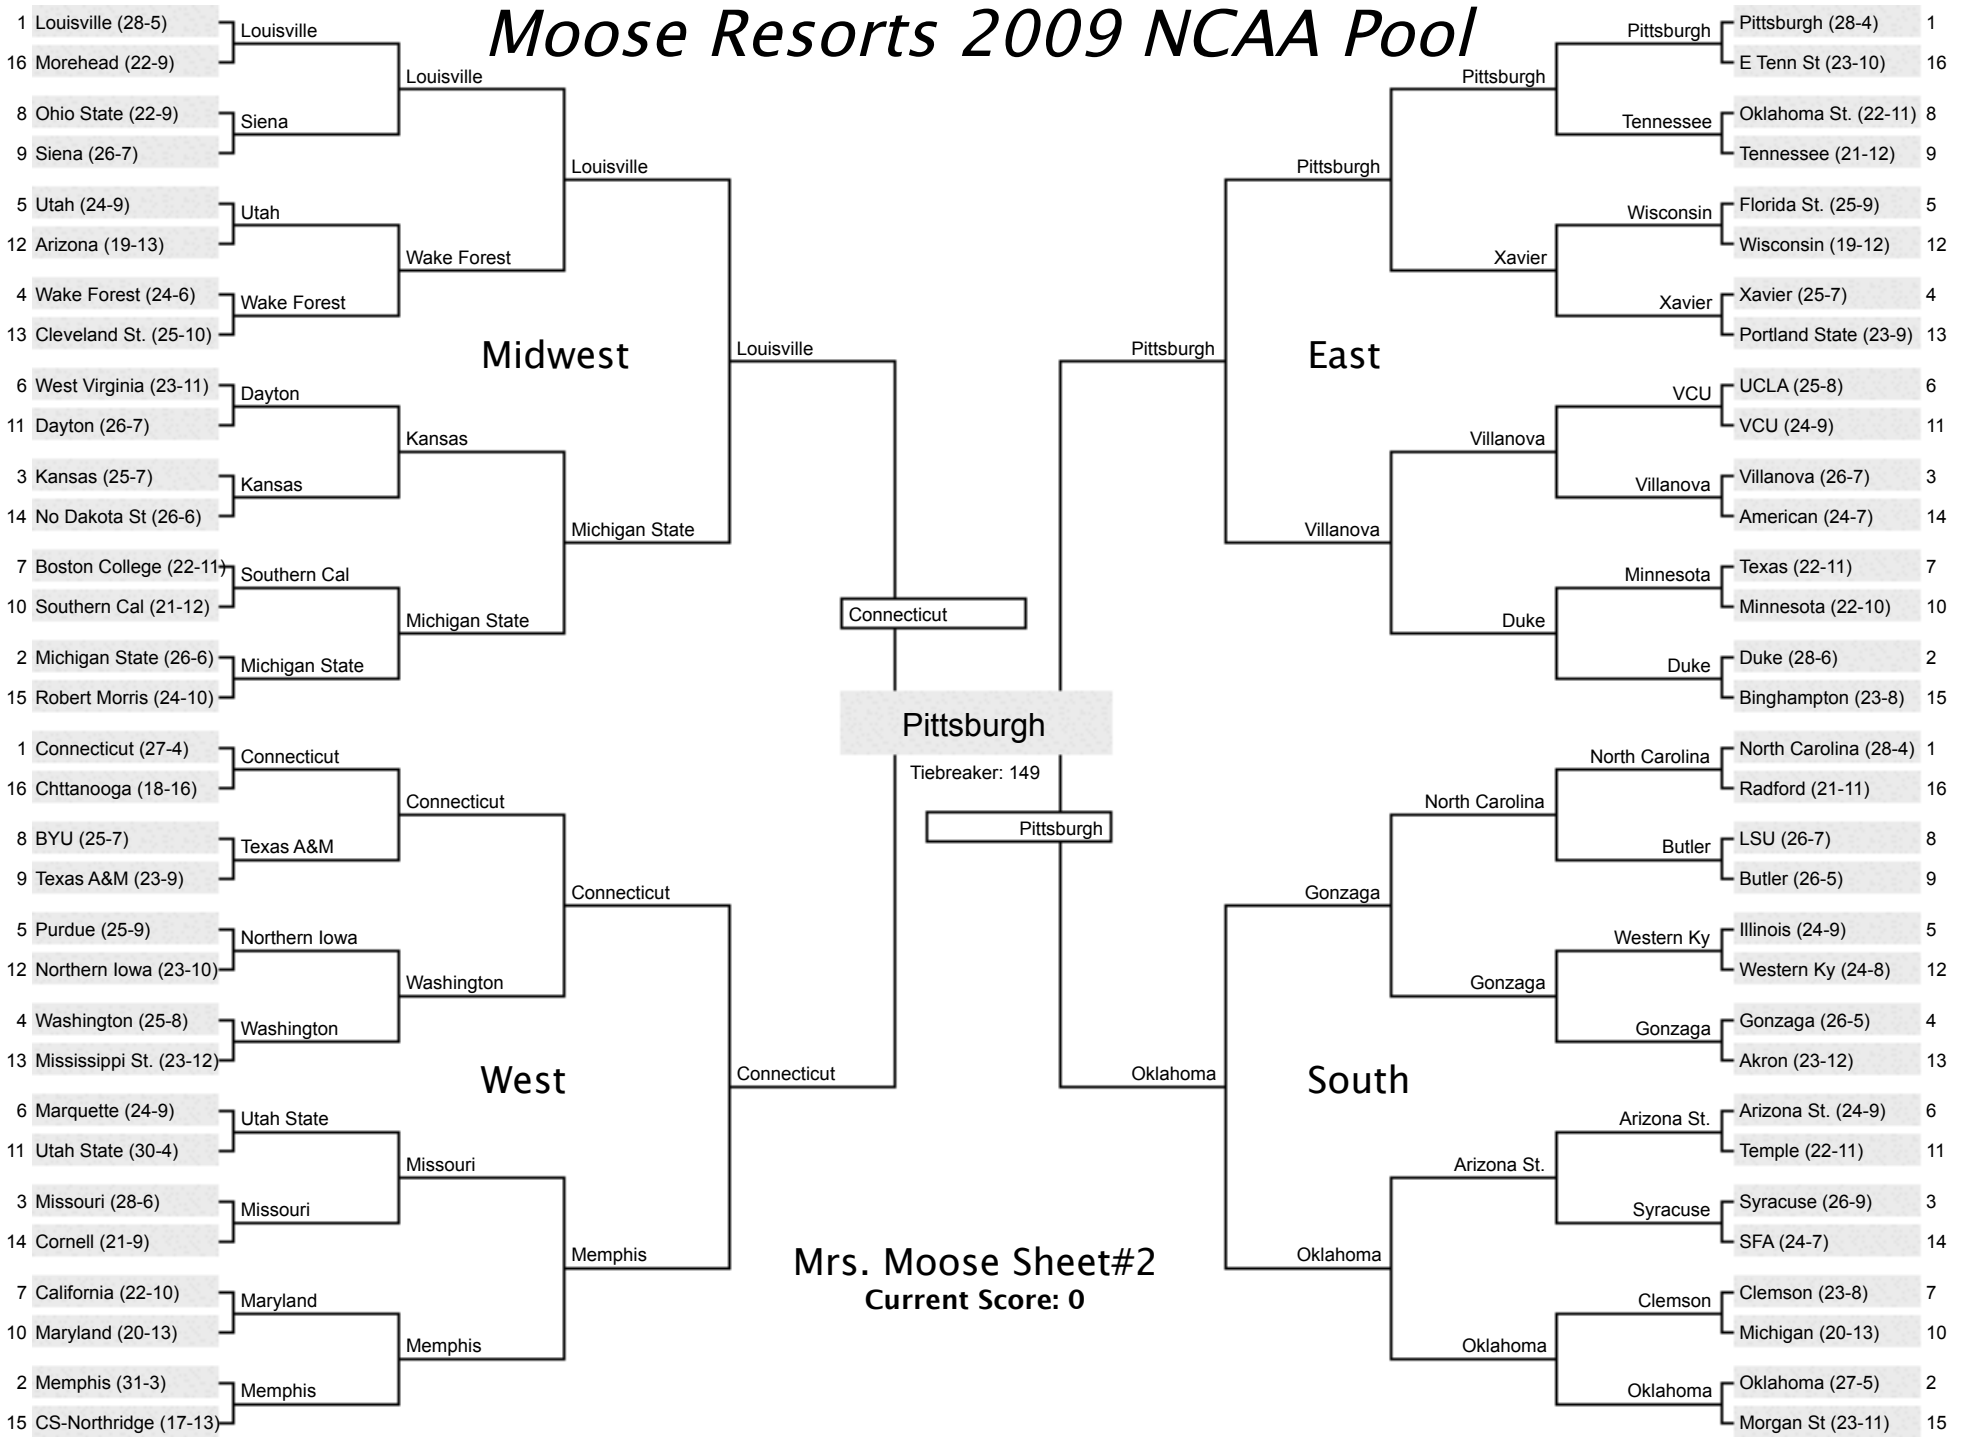 Moose Resorts 2009 NCAA Pool
1 Louisville (28-5)
16 Morehead (22-9)
8 Ohio State (22-9)
9 Siena (26-7)
5 Utah (24-9)
12 Arizona (19-13)
4 Wake Forest (24-6)
13 Cleveland St. (25-10)
6 West Virginia (23-11)
11 Dayton (26-7)
3 Kansas (25-7)
14 No Dakota St (26-6)
7 Boston College (22-11)
10 Southern Cal (21-12)
2 Michigan State (26-6)
15 Robert Morris (24-10)
Louisville
Siena
Utah
Wake Forest
Dayton
Kansas
Southern Cal
Michigan State
Louisville
Wake Forest
Kansas
Michigan State
Louisville
Michigan State
Louisville
Midwest
1 Connecticut (27-4)
16 Chttanooga (18-16)
8 BYU (25-7)
9 Texas A&M (23-9)
5 Purdue (25-9)
12 Northern Iowa (23-10)
4 Washington (25-8)
13 Mississippi St. (23-12)
6 Marquette (24-9)
11 Utah State (30-4)
3 Missouri (28-6)
14 Cornell (21-9)
7 California (22-10)
10 Maryland (20-13)
2 Memphis (31-3)
15 CS-Northridge (17-13)
Connecticut
Texas A&M
Northern Iowa
Washington
Utah State
Missouri
Maryland
Memphis
Connecticut
Washington
Missouri
Memphis
Connecticut
Memphis
Connecticut
West
Connecticut
Pittsburgh
Tiebreaker: 149
Pittsburgh
Mrs. Moose Sheet#2
Current Score: 0
Pittsburgh (28-4) 1
E Tenn St (23-10) 16
Oklahoma St. (22-11) 8
Tennessee (21-12) 9
Florida St. (25-9) 5
Wisconsin (19-12) 12
Xavier (25-7) 4
Portland State (23-9) 13
UCLA (25-8) 6
VCU (24-9) 11
Villanova (26-7) 3
American (24-7) 14
Texas (22-11) 7
Minnesota (22-10) 10
Duke (28-6) 2
Binghampton (23-8) 15
Pittsburgh
Tennessee
Wisconsin
Xavier
VCU
Villanova
Minnesota
Duke
Pittsburgh
Xavier
Villanova
Duke
Pittsburgh
Villanova
Pittsburgh
East
North Carolina (28-4) 1
Radford (21-11) 16
LSU (26-7) 8
Butler (26-5) 9
Illinois (24-9) 5
Western Ky (24-8) 12
Gonzaga (26-5) 4
Akron (23-12) 13
Arizona St. (24-9) 6
Temple (22-11) 11
Syracuse (26-9) 3
SFA (24-7) 14
Clemson (23-8) 7
Michigan (20-13) 10
Oklahoma (27-5) 2
Morgan St (23-11) 15
North Carolina
Butler
Western Ky
Gonzaga
Arizona St.
Syracuse
Clemson
Oklahoma
North Carolina
Gonzaga
Arizona St.
Oklahoma
Gonzaga
Oklahoma
Oklahoma
South